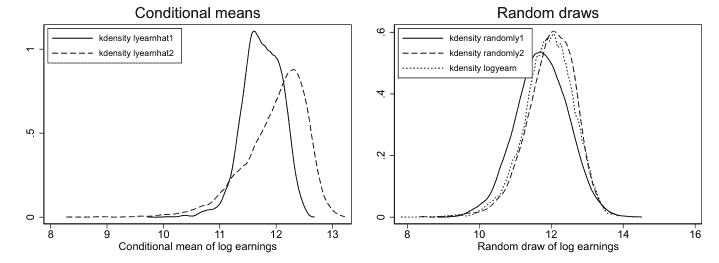 Conditional means
kdensity lyearnhat1
kdensity lyearnhat2
1
.5
0
8 9 10 11 12 13
Conditional mean of log earnings
Random draws
kdensity randomly1
kdensity randomly2
kdensity logyearn
.6
.4
.2
0
8 10 12 14 16
Random draw of log earnings